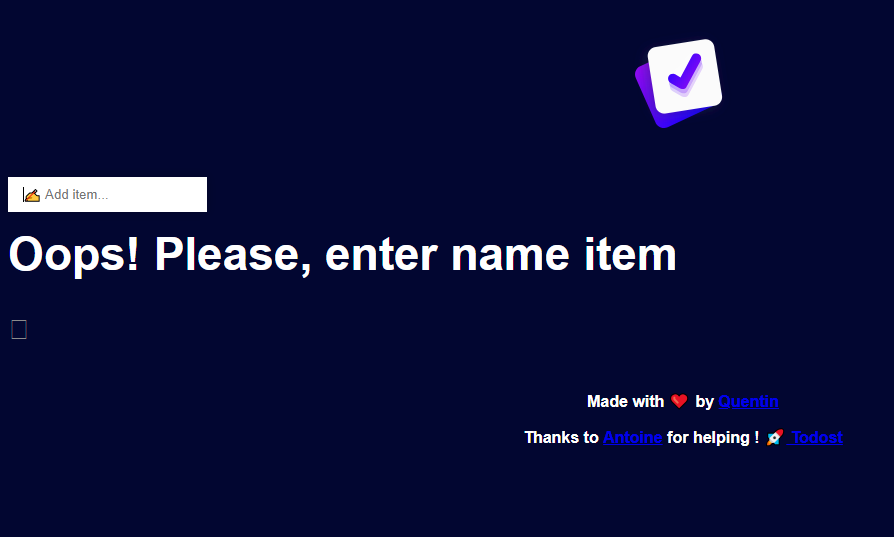 ✍ Add item...
Oops! Please, enter name item
Made with ❤ by Quentin
Thanks to Antoine for helping ! 🚀 Todost